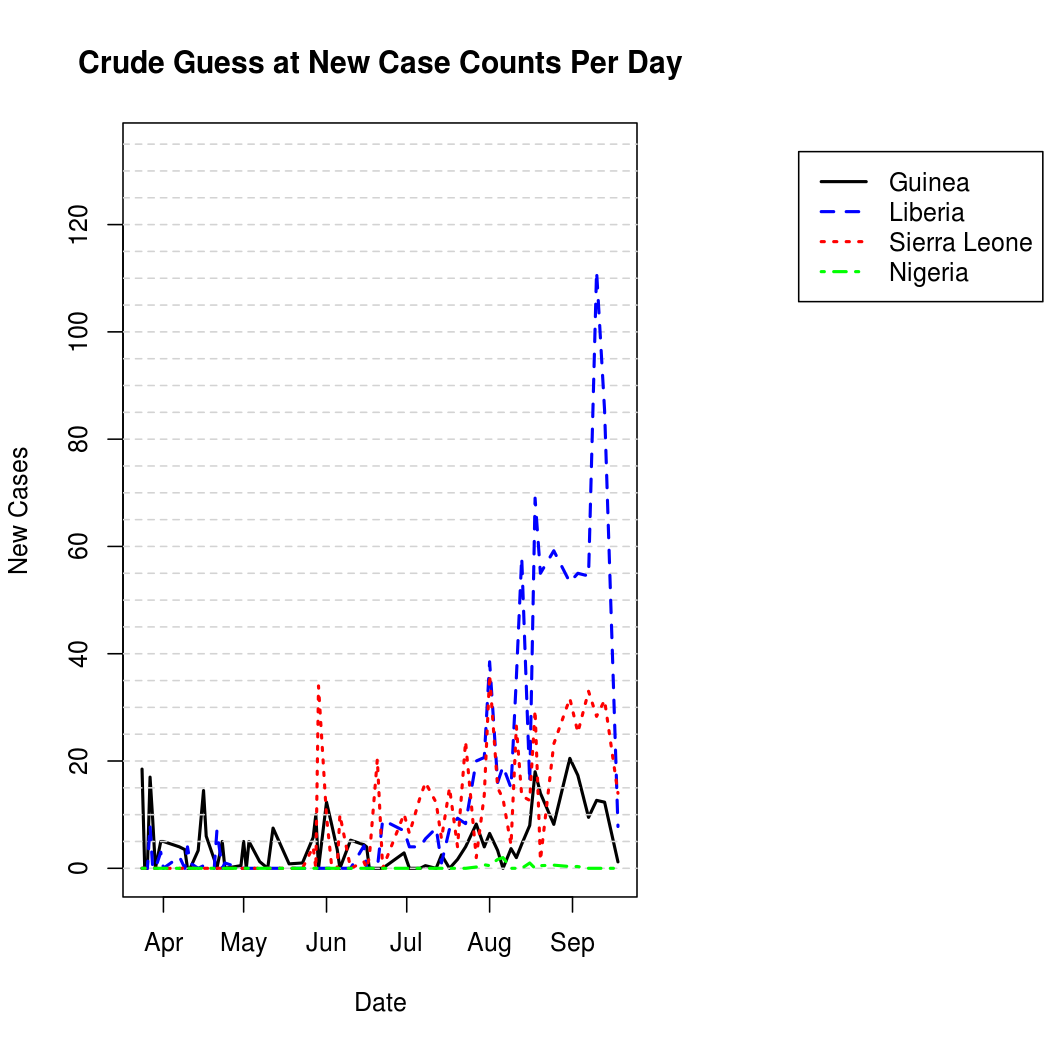 Crude Guess at New Case Counts Per Day
Guinea
Liberia
Sierra Leone
Nigeria
New Cases
120
100
80
60
40
20
0
Apr May Jun Jul Aug Sep
Date